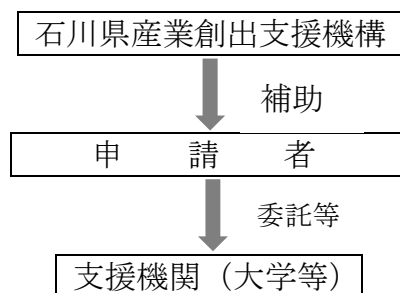 石川県産業創出支援機構
補助
申　請　者
委託等
支援機関（大学等）